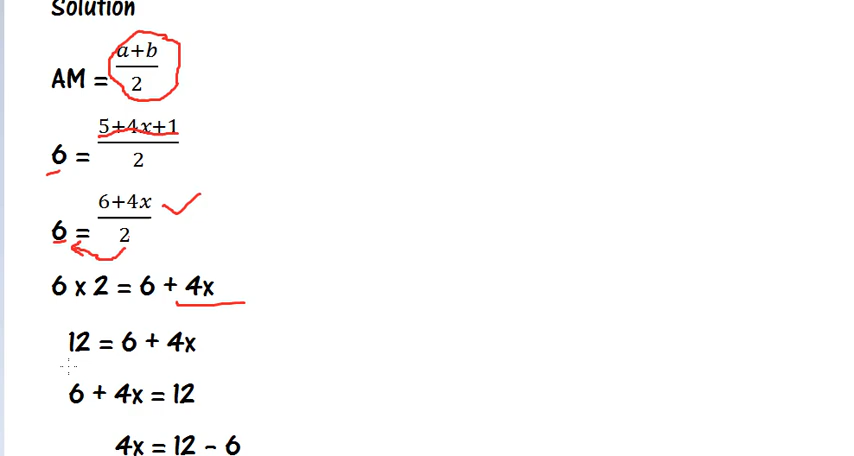 Solution
AM = a+b/2
6 = 5+4x+1/2
6 = 6+4x/2
6 x 2 = 6 + 4x
12 = 6 + 4x
6 + 4x = 12
4x = 12 - 6